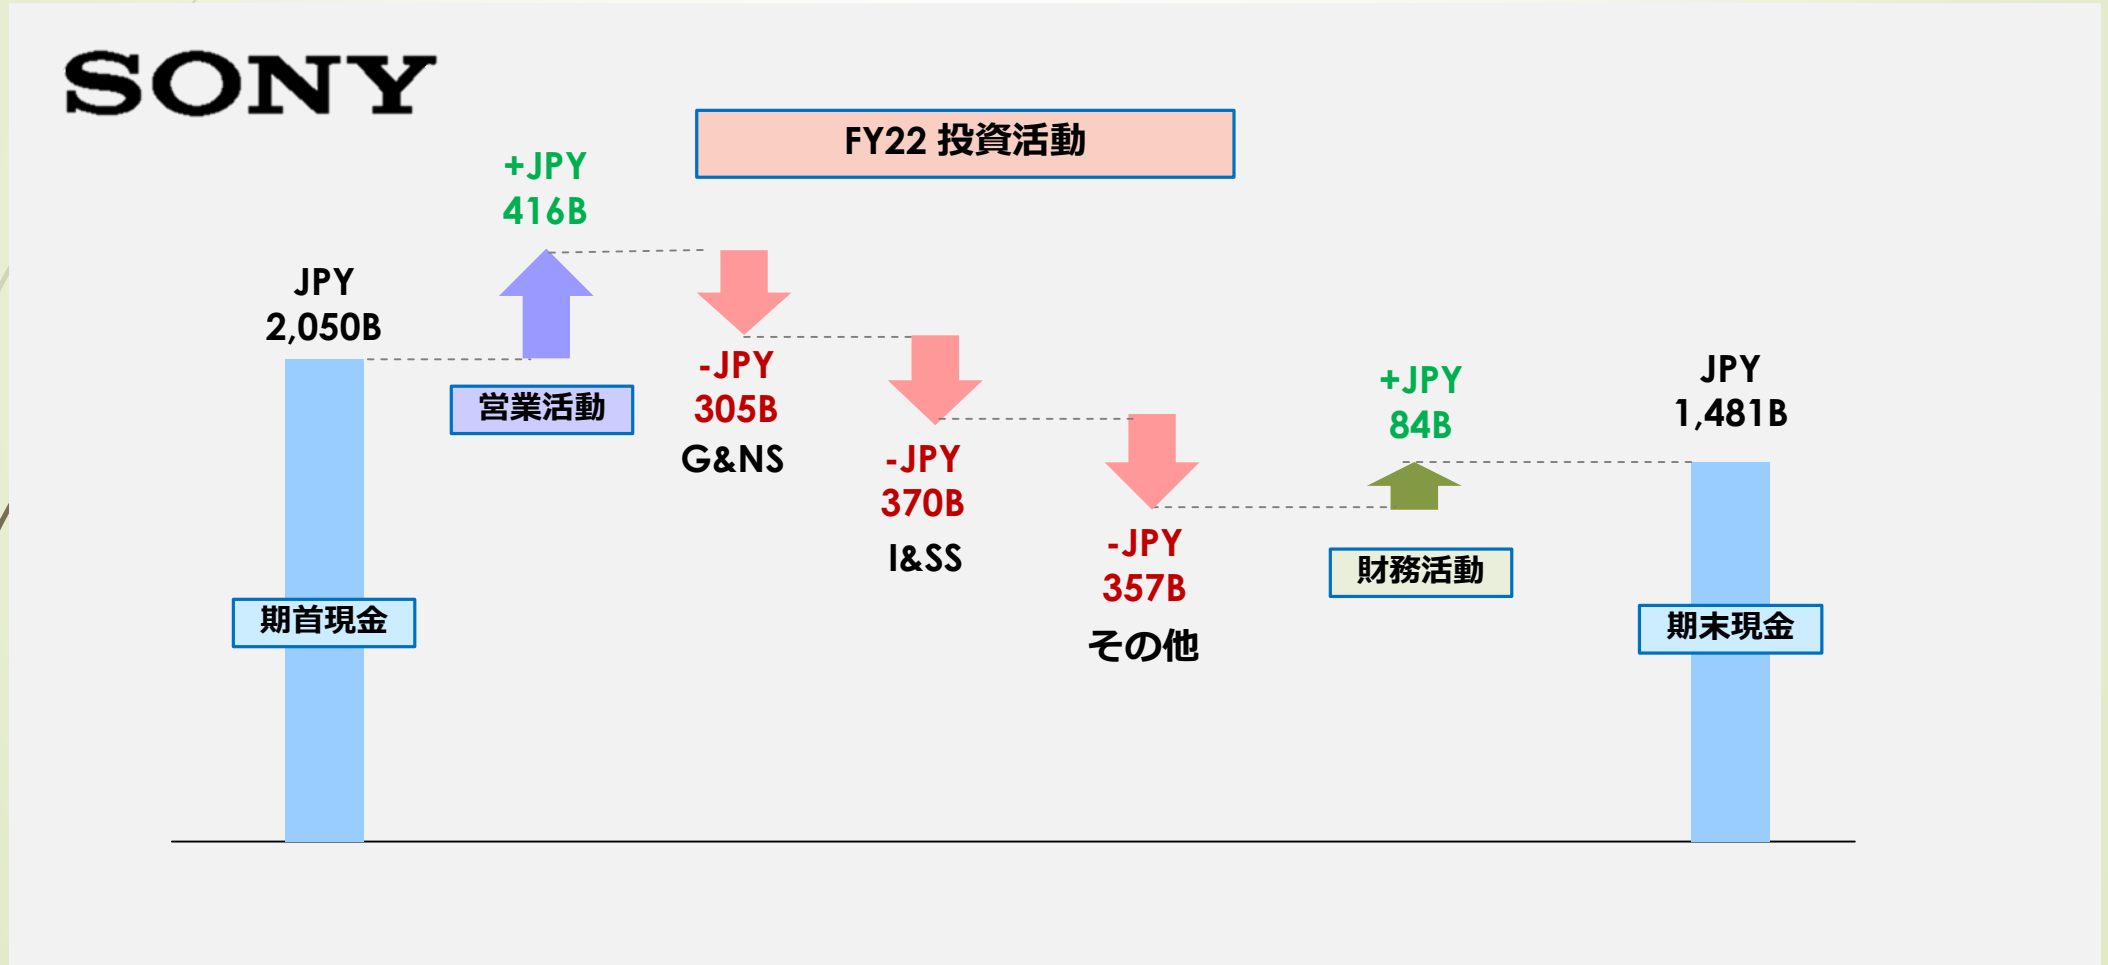 SONY
FY22 投資活動
+JPY
416B
JPY
2,050B
営業活動
-JPY
305B
G&NS
-JPY
370B
I&SS
-JPY
357B
その他
+JPY
84B
財務活動
JPY
1,481B
期首現金
期末現金